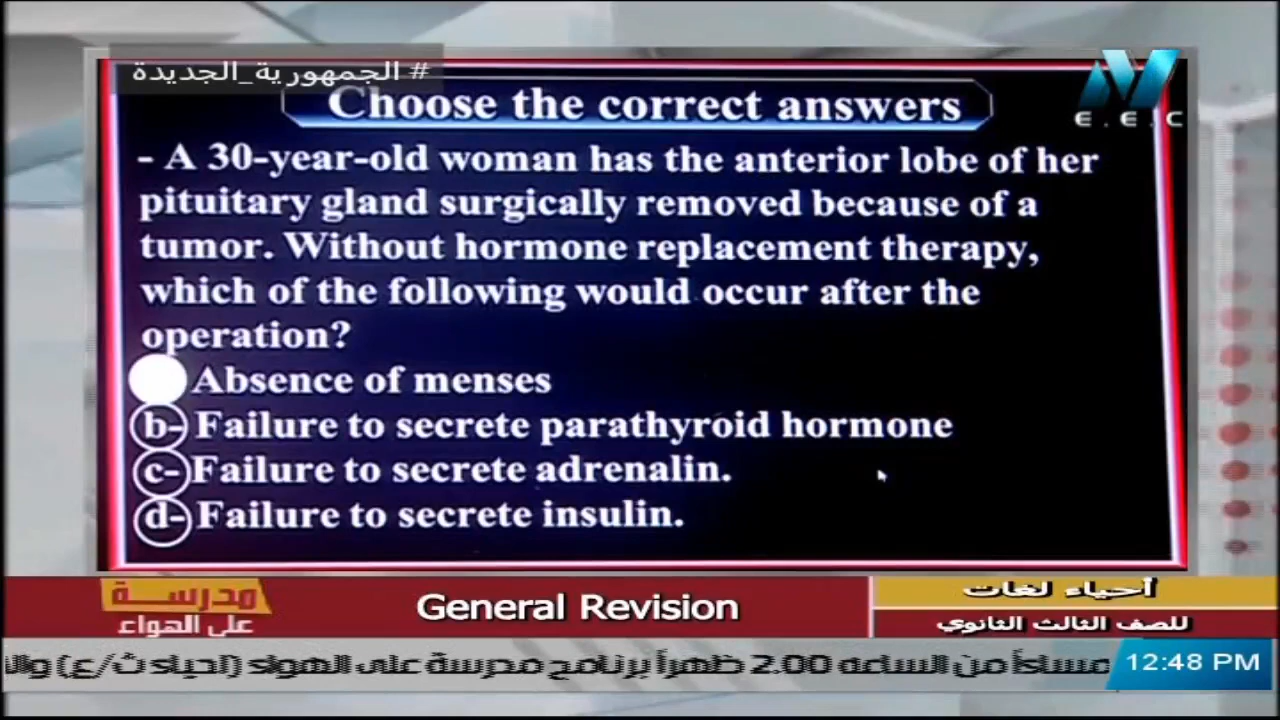 # الجمهورية_الجديدة
E.E.C
Choose the correct answers
- A 30-year-old woman has the anterior lobe of her
pituitary gland surgically removed because of a
tumor. Without hormone replacement therapy,
which of the following would occur after the
operation?
Absence of menses
b- Failure to secrete parathyroid hormone
c- Failure to secrete adrenalin.
d- Failure to secrete insulin.
مدرسة
على الهواء
General Revision
أحياء لغات
للصف الثالث الثانوي
مساءاً من الساعه 2.00 ظهراً برنامج مدرسة على الهواء (احياء ث/ع) وال
12:48 PM